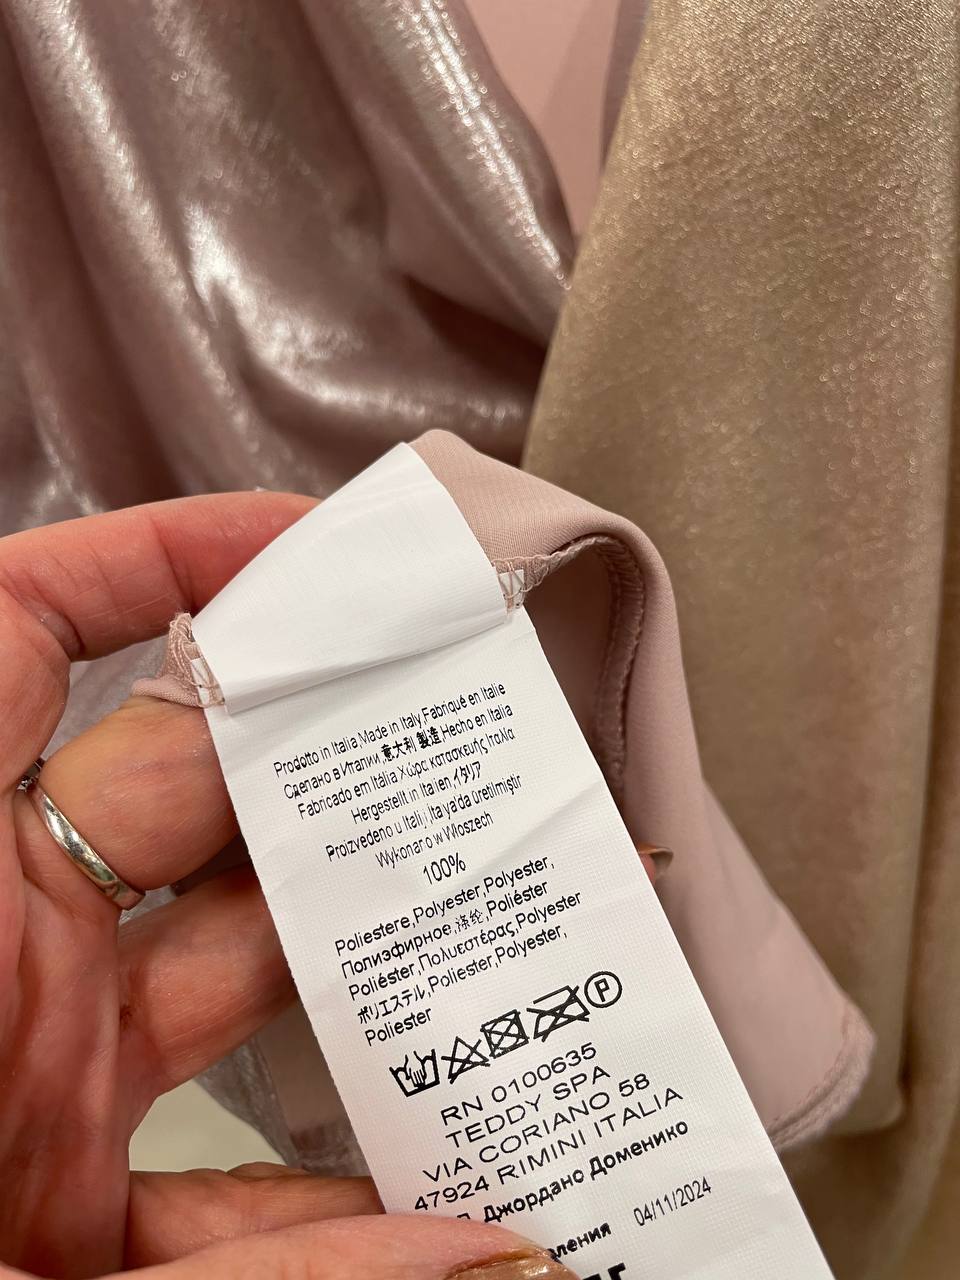 Prodotto in Italia,Made in Italy,Fabriqué en Italie
Сделано в Италии,意大利 製造,Hecho en Italia
Fabricado em Itália Χώρα κατασκευής Ιταλία
Hergestellt in Italien,イタリア
Proizvedeno u Italiji,Italya'da üretilmiştir
Wykonano w Włoszech
100%
Poliestere,Polyester,Polyester,
Полиэфирное,涤纶,Poliéster
Poliéster,Πολυεστέρας,Polyester
ポリエステル,Poliester,Polyester,
Poliester
P
RN 0100635
TEDDY SPA
VIA CORIANO 58
47924 RIMINI ITALIA
Джордано Доменико
04/11/2024